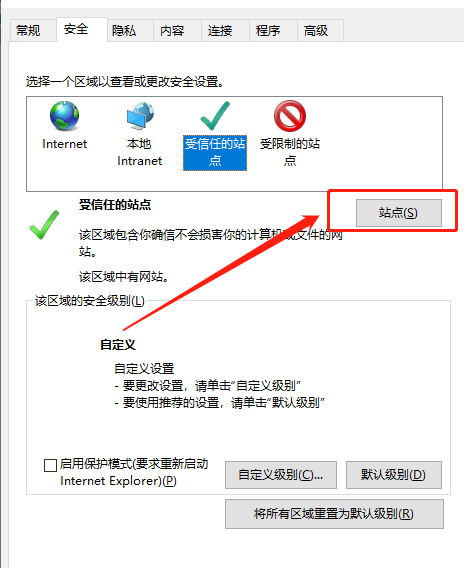 常规 安全 隐私 内容 连接 程序 高级
选择一个区域以查看或更改安全设置。
Internet 本地 受信任的站 受限制的站
Intranet 点 点
受信任的站点
站点(S)
该区域包含你确信不会损害你的计算机或文件的网
站。
该区域中有网站。
该区域的安全级别(L)
自定义
自定义设置
- 要更改设置，请单击“自定义级别”
- 要使用推荐的设置，请单击“默认级别”
启用保护模式(要求重新启动
Internet Explorer)(P)
自定义级别(C)... 默认级别(D)
将所有区域重置为默认级别(R)